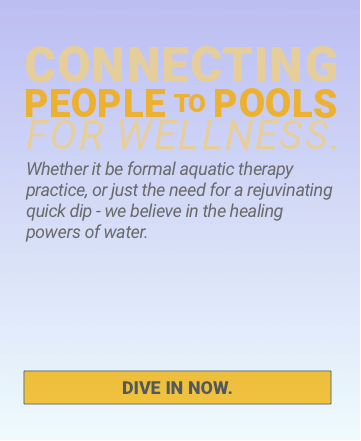 CONNECTING
PEOPLE TO POOLS
FOR WELLNESS.
Whether it be formal aquatic therapy
practice, or just the need for a rejuvinating
quick dip - we believe in the healing
powers of water.
DIVE IN NOW.